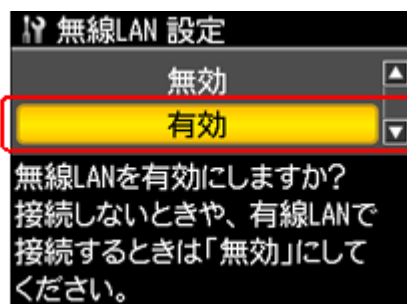 無線LAN 設定
無効
有効
無線LANを有効にしますか?
接続しないときや、有線LANで
接続するときは「無効」にして
ください。